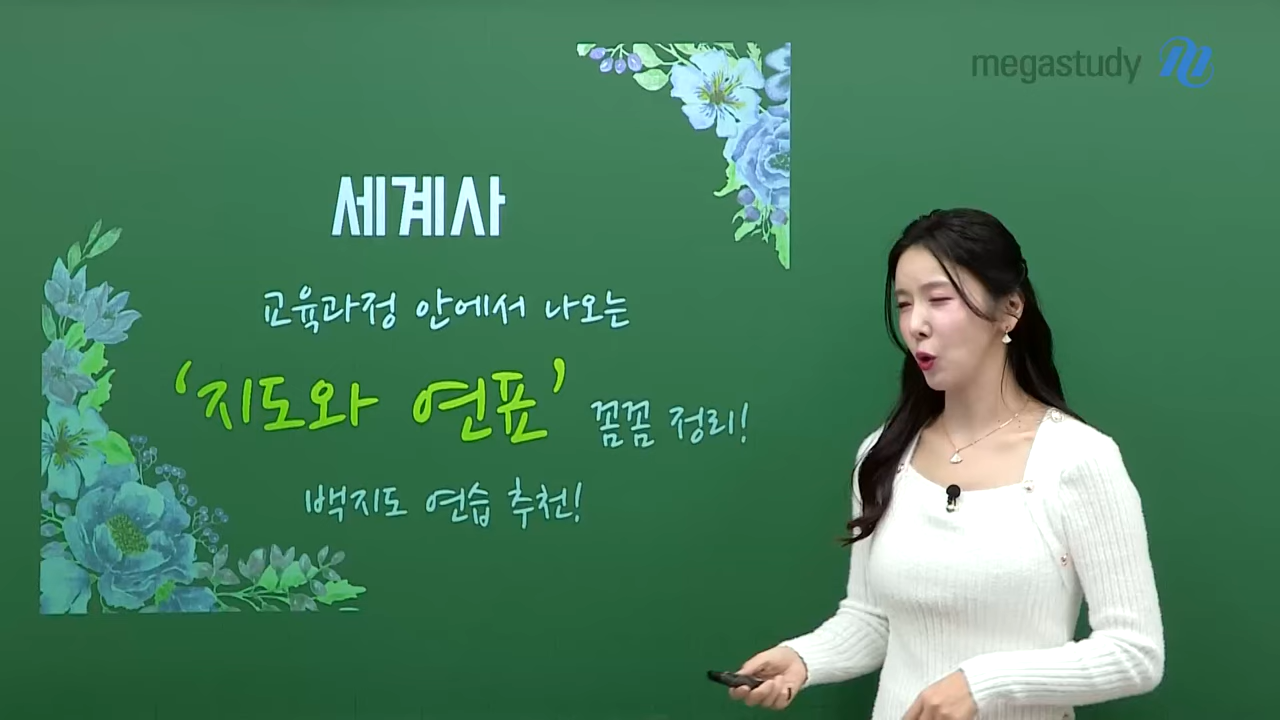 megastudy
세계사
교육과정 안에서 나오는
‘지도와 연표’ 꼼꼼 정리!
백지도 연습 추천!